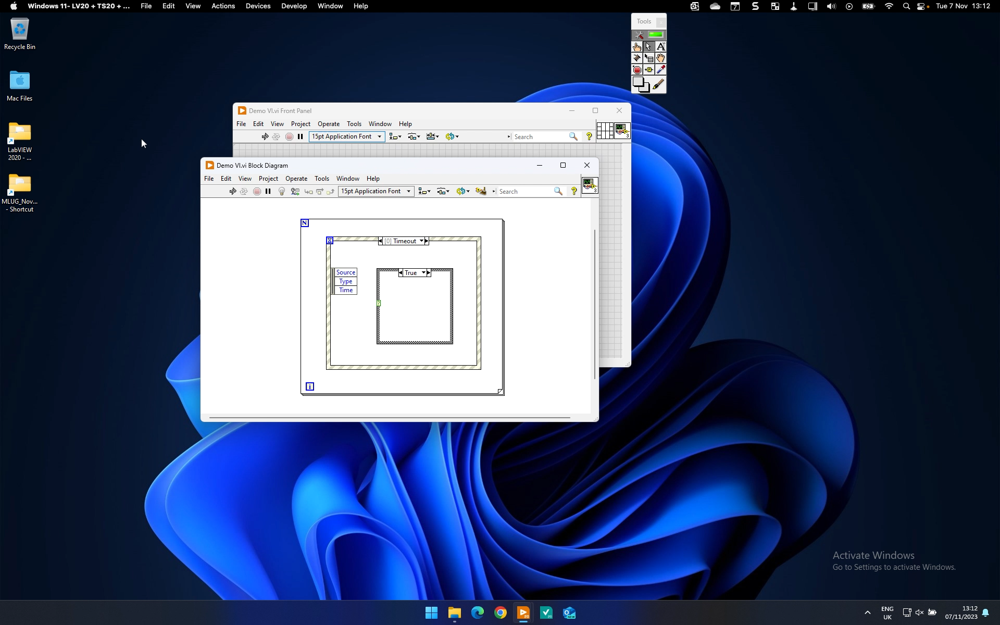 Windows 11- LV20 + TS20 + ... File Edit View Actions Devices Develop Window Help 7 Tue 7 Nov 13:12
Tools
Recycle Bin
Mac Files
LabVIEW
2020 - ...
MLUG_Nov...
- Shortcut
Demo VI.vi Front Panel
File Edit View Project Operate Tools Window Help
15pt Application Font Search ? 3
Demo VI.vi Block Diagram
File Edit View Project Operate Tools Window Help
15pt Application Font Search ? 3
N
[0] Timeout
Source
Type
Time
True
?
i
Activate Windows
Go to Settings to activate Windows.
ENG
UK
13:12
07/11/2023